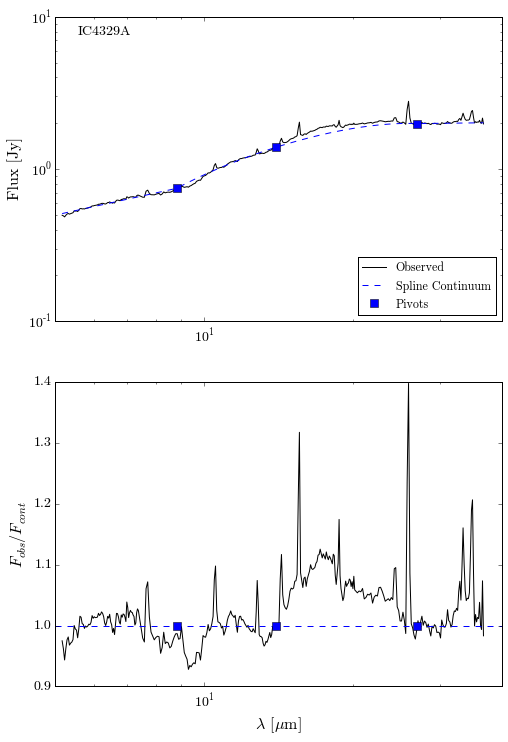 10^1
IC4329A
Flux [Jy]
10^0
Observed
Spline Continuum
Pivots
10^-1
10^1
1.4
1.3
1.2
F_obs/F_cont
1.1
1.0
0.9
10^1
λ [μm]